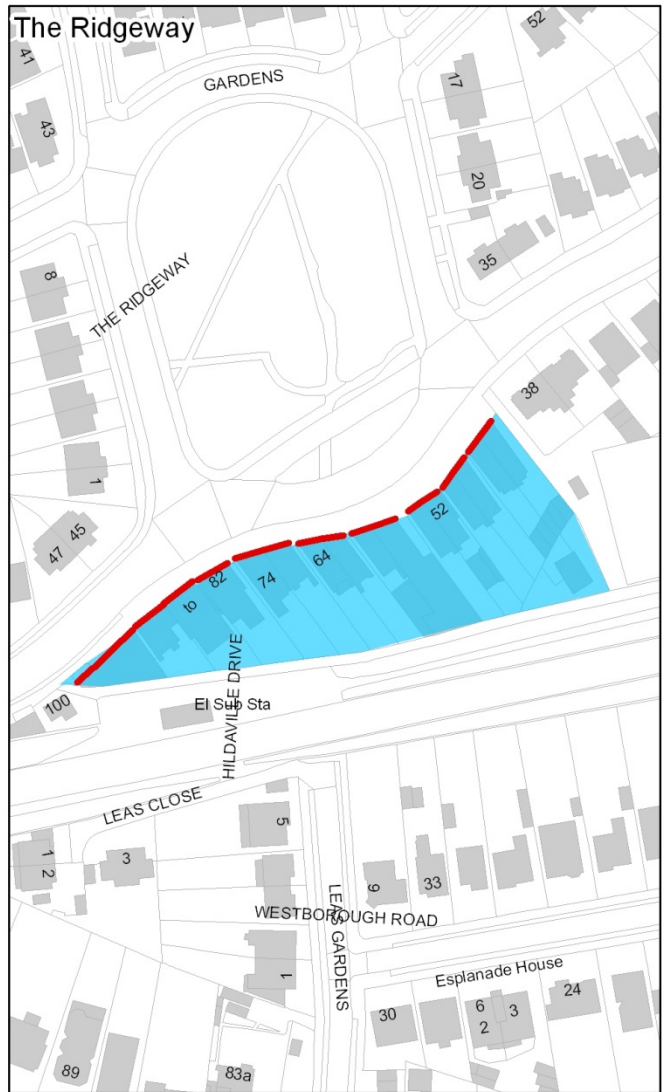 The Ridgeway
41
52
GARDENS
17
43
20
35
THE RIDGEWAY
8
38
1
52
47 45
64
82
74
to
HILDAVILLE DRIVE
100
El Sub Sta
LEAS CLOSE
5
1
2
3
9
33
LEAS GARDENS
WESTBOROUGH ROAD
1
Esplanade House
24
6
3
2
30
89
83a